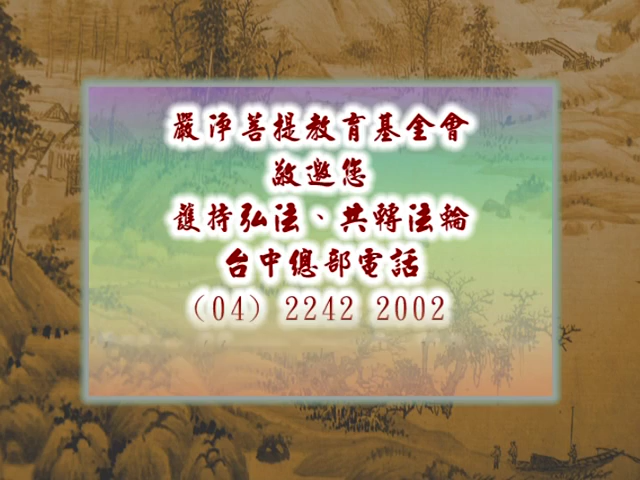 嚴淨菩提教育基金會
敬邀您
護持弘法、共轉法輪
台中總部電話
(04) 2242 2002